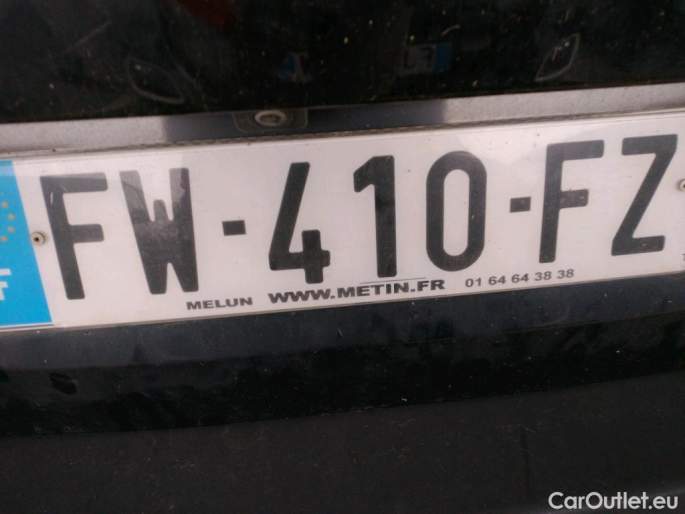 FW-410-FZ
MELUN WWW.METIN.FR 01 64 64 38 38
CarOutlet.eu